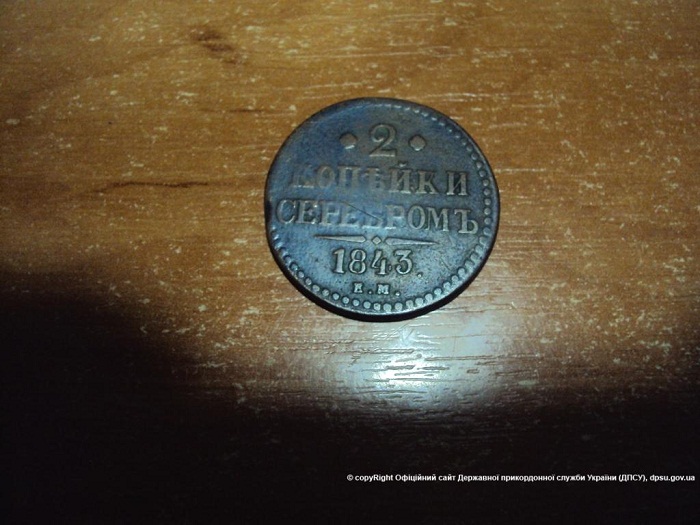 • 2 •
КОПѢЙКИ
СЕРЕБРОМЪ
1843.
Е.М.
© copyRight Офіційний сайт Державної прикордонної служби України (ДПСУ), dpsu.gov.ua